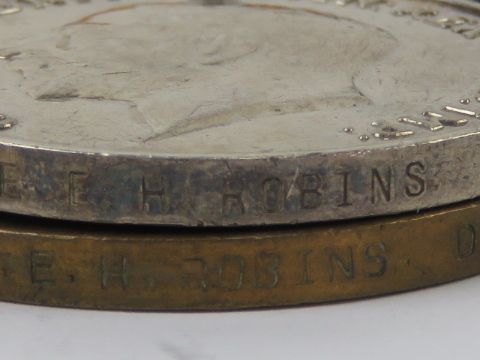 E. E. H. ROBINS
. E. H. ROBINS. D